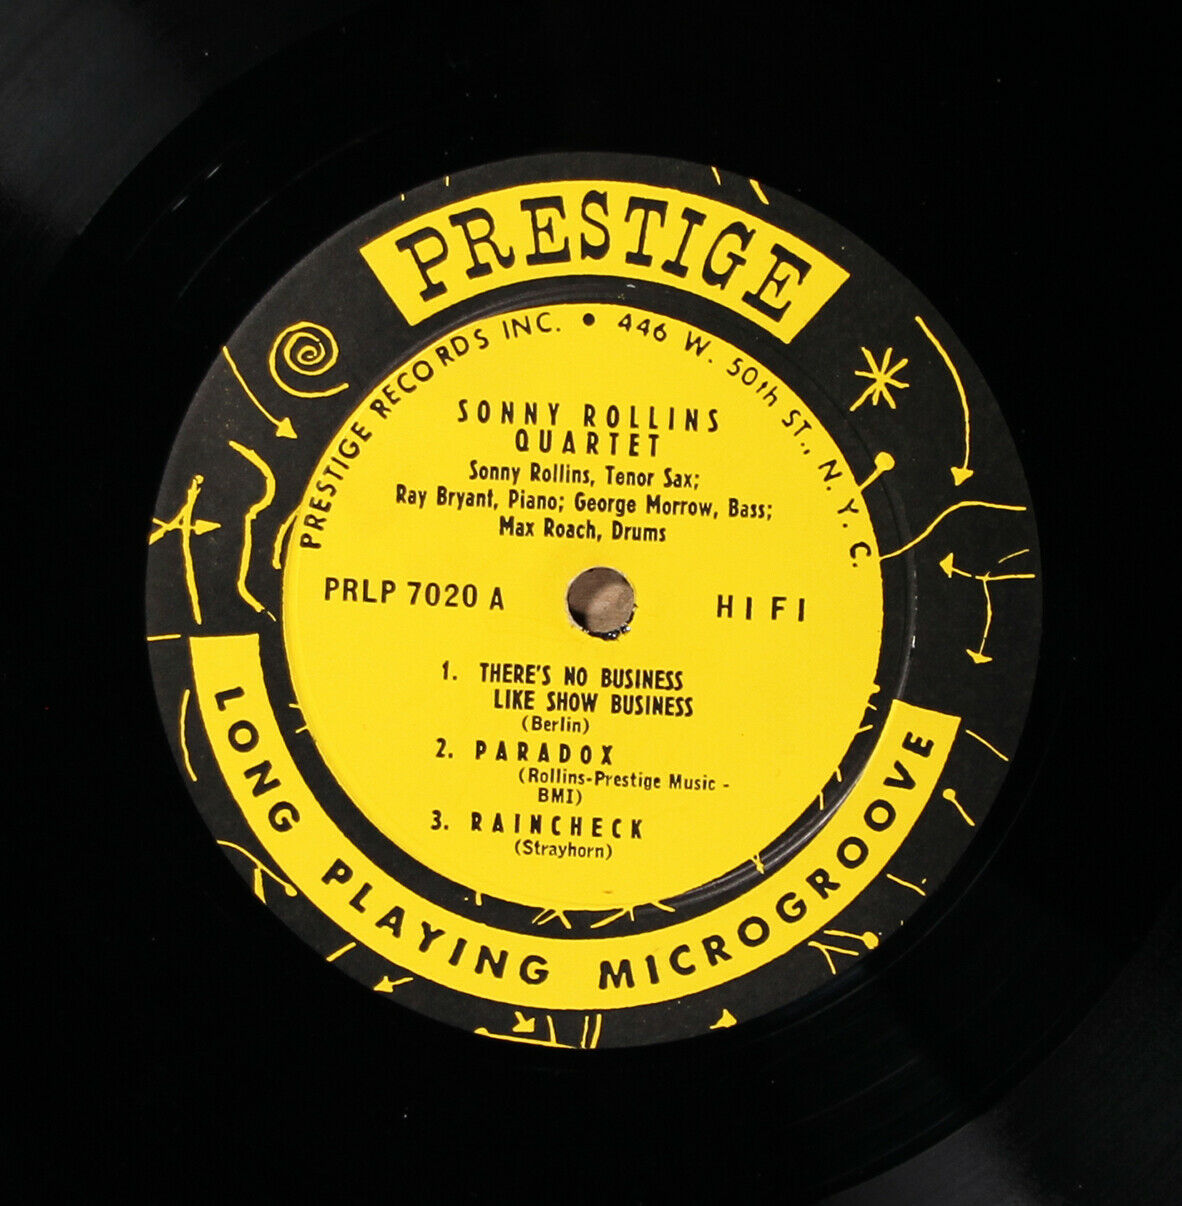 PRESTIGE
PRESTIGE RECORDS INC. • 446 W. 50th ST., N. Y. C.
SONNY ROLLINS
QUARTET
Sonny Rollins, Tenor Sax;
Ray Bryant, Piano; George Morrow, Bass;
Max Roach, Drums
PRLP 7020 A
HI FI
1. THERE'S NO BUSINESS
LIKE SHOW BUSINESS
(Berlin)
2. PARADOX
(Rollins-Prestige Music -
BMI)
3. RAINCHECK
(Strayhorn)
LONG PLAYING MICROGROOVE